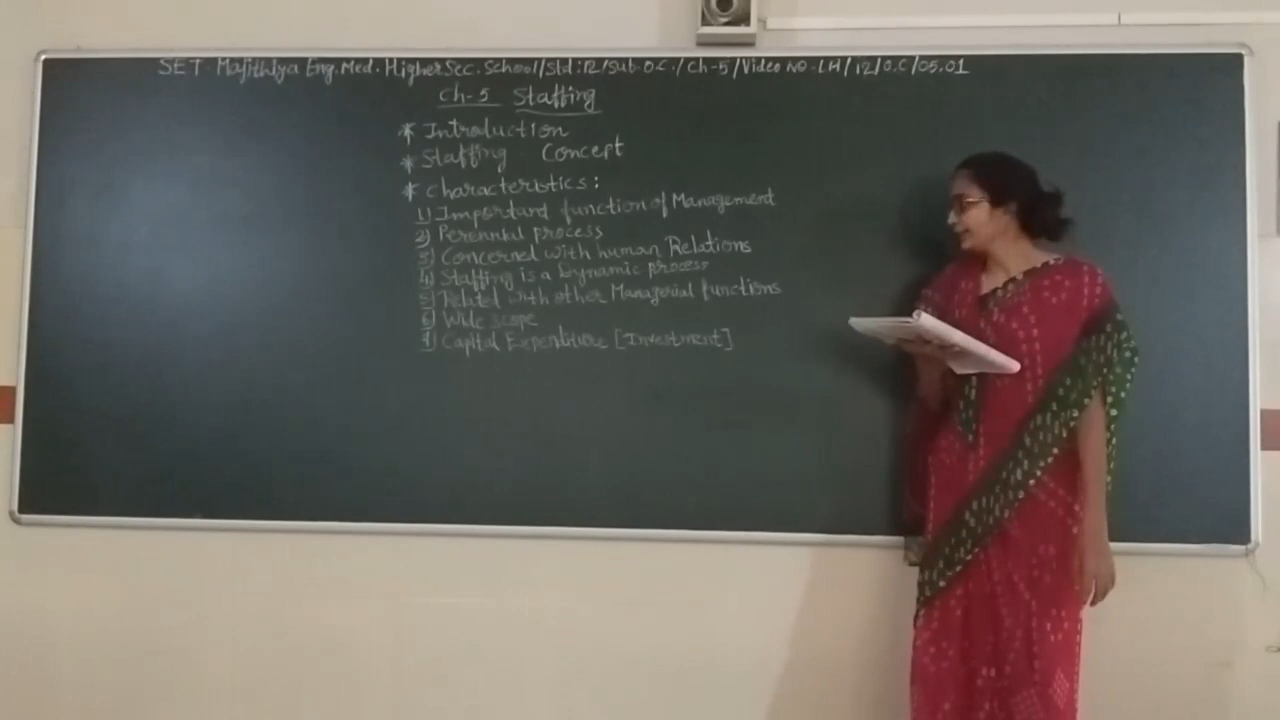 SET Majithiya Eng. Med. Higher Sec. School/Std:12/Sub O.C./Ch-5/Video No-LH/12/O.C/05.01
Ch-5 Staffing
* Introduction
* Staffing Concept
* Characteristics:
1) Important function of Management
2) Perennial process
3) Concerned with human Relations
4) Staffing is a Dynamic process
5) Related with other Managerial functions
6) Wide scope
7) Capital Expenditure [Investment]